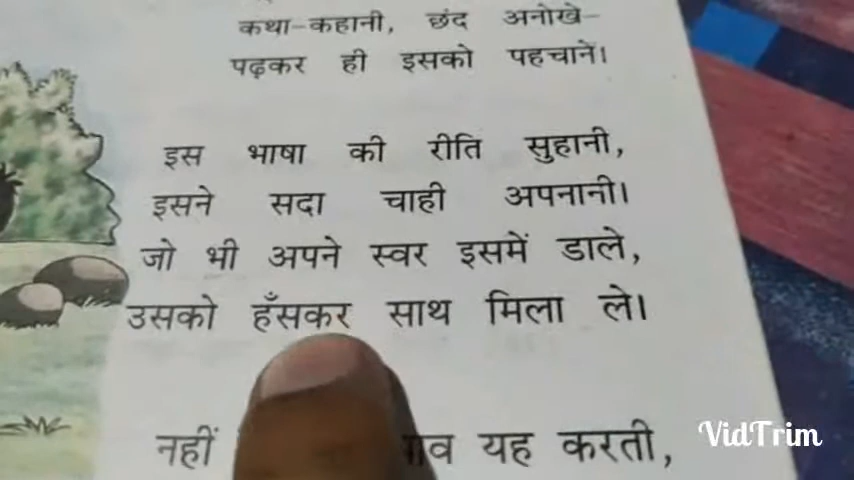 कथा-कहानी, छंद अनोखे-
पढ़कर ही इसको पहचाने।
इस भाषा की रीति सुहानी,
इसने सदा चाही अपनानी।
जो भी अपने स्वर इसमें डाले,
उसको हँसकर साथ मिला ले।
नहीं यह करती,
VidTrim